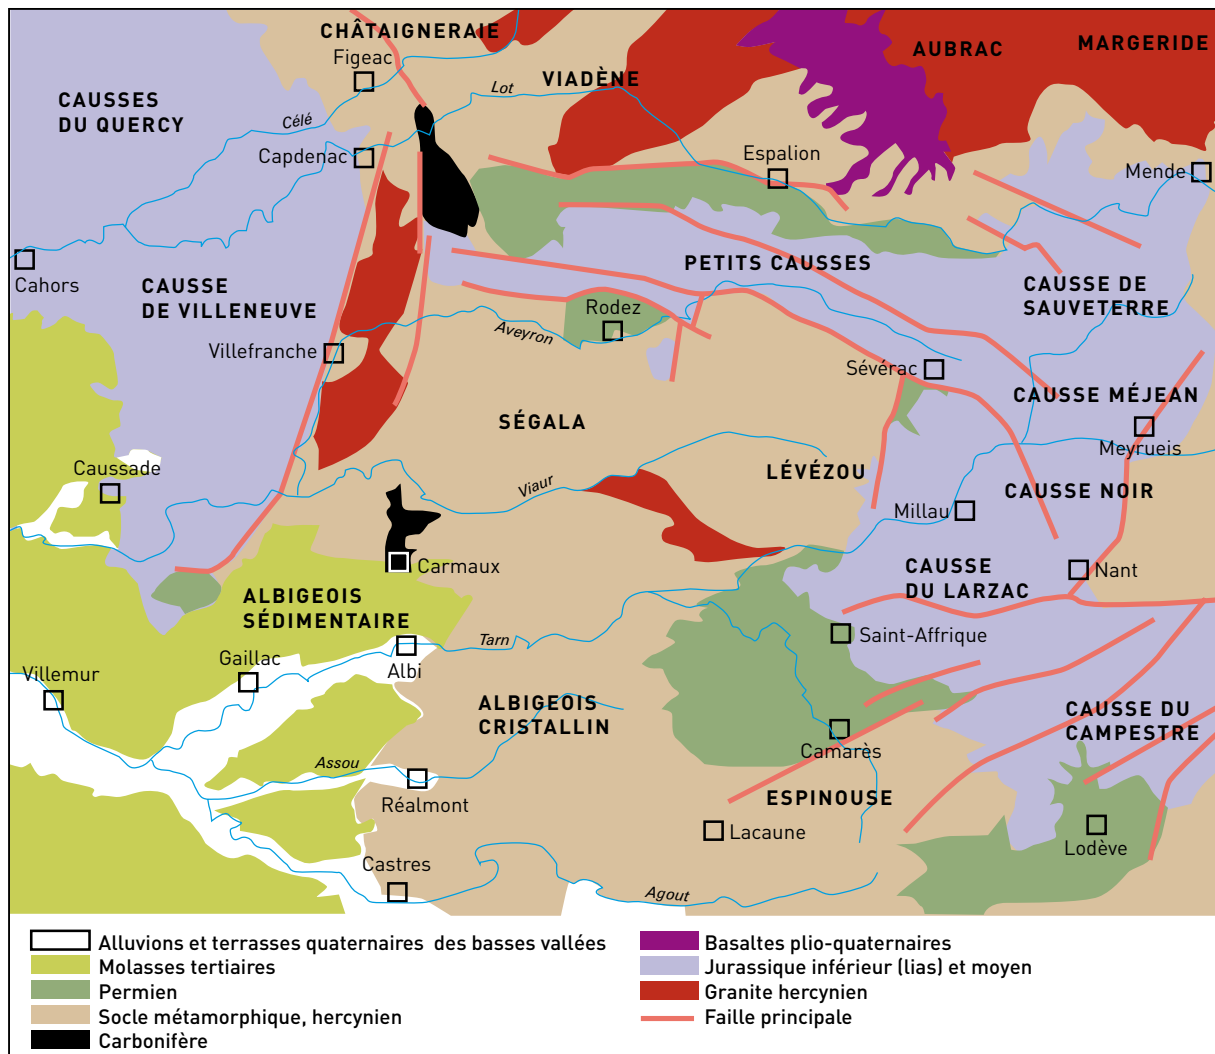 CHÂTAIGNERAIE
AUBRAC
MARGERIDE
Figeac
VIADÈNE
Lot
CAUSSES
DU QUERCY
Célé
Capdenac
Espalion
Mende
Cahors
CAUSSE
DE VILLENEUVE
PETITS CAUSSES
CAUSSE DE
SAUVETERRE
Rodez
Aveyron
Villefranche
Sévérac
CAUSSE MÉJEAN
SÉGALA
Meyrueis
Caussade
LÉVÉZOU
Viaur
CAUSSE NOIR
Millau
Carmaux
CAUSSE
DU LARZAC
Nant
ALBIGEOIS
SÉDIMENTAIRE
Tarn
Saint-Affrique
Gaillac
Albi
Villemur
ALBIGEOIS
CRISTALLIN
CAUSSE DU
CAMPESTRE
Camarès
Assou
Réalmont
ESPINOUSE
Lacaune
Lodève
Castres
Agout
Alluvions et terrasses quaternaires des basses vallées
Molasses tertiaires
Permien
Socle métamorphique, hercynien
Carbonifère
Basaltes plio-quaternaires
Jurassique inférieur (lias) et moyen
Granite hercynien
Faille principale